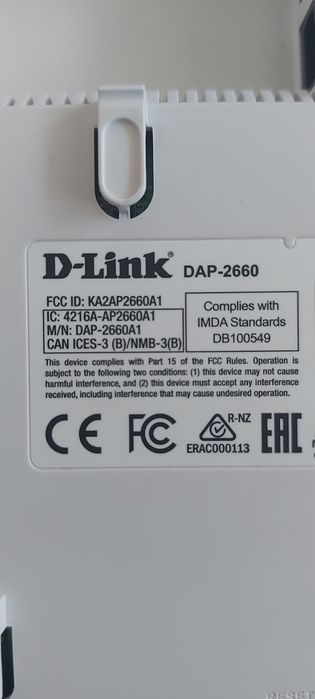 D-Link DAP-2660
FCC ID: KA2AP2660A1
IC: 4216A-AP2660A1
M/N: DAP-2660A1
CAN ICES-3 (B)/NMB-3(B)
Complies with
IMDA Standards
DB100549
This device complies with Part 15 of the FCC Rules. Operation is
subject to the following two conditions: (1) this device may not cause
harmful interference, and (2) this device must accept any interference
received, including interference that may cause undesired operation.
CE FC R-NZ EAC
ERAC000113
RESET